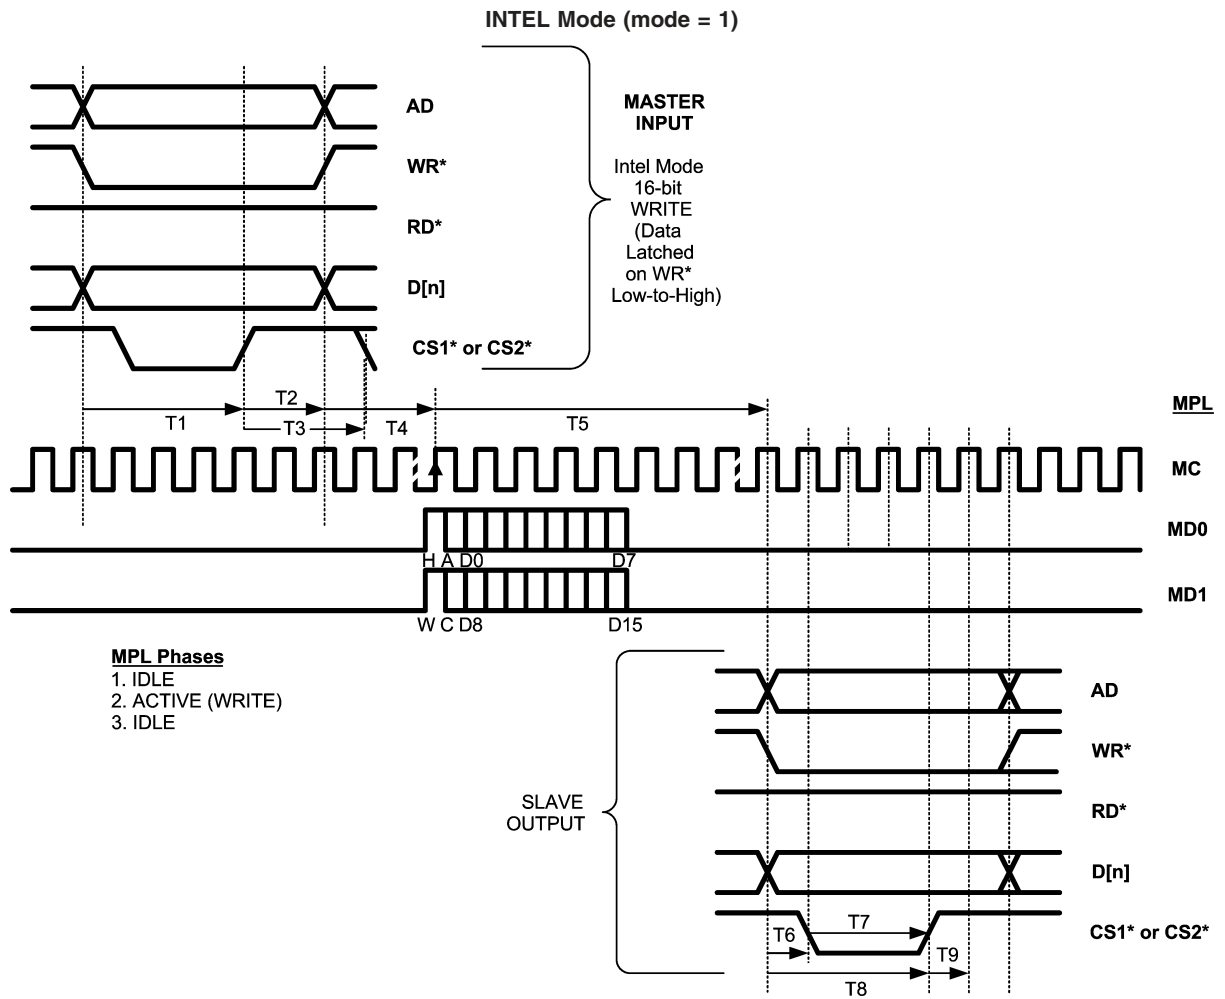 INTEL Mode (mode = 1)
AD
WR*
RD*
D[n]
CS1* or CS2*
MASTER
INPUT
Intel Mode
16-bit
WRITE
(Data
Latched
on WR*
Low-to-High)
T1
T2
T3
T4
T5
MPL
MC
MD0
H A D0
D7
MD1
W C D8
D15
MPL Phases
1. IDLE
2. ACTIVE (WRITE)
3. IDLE
SLAVE
OUTPUT
AD
WR*
RD*
D[n]
CS1* or CS2*
T6
T7
T8
T9